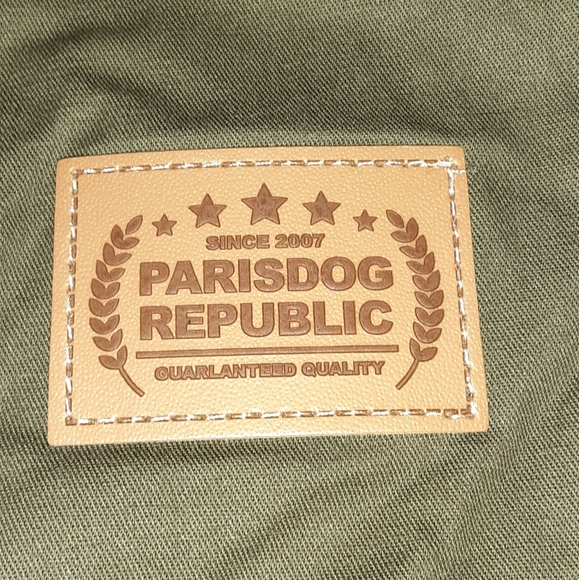 SINCE 2007
PARISDOG
REPUBLIC
GUARLANTEED QUALITY